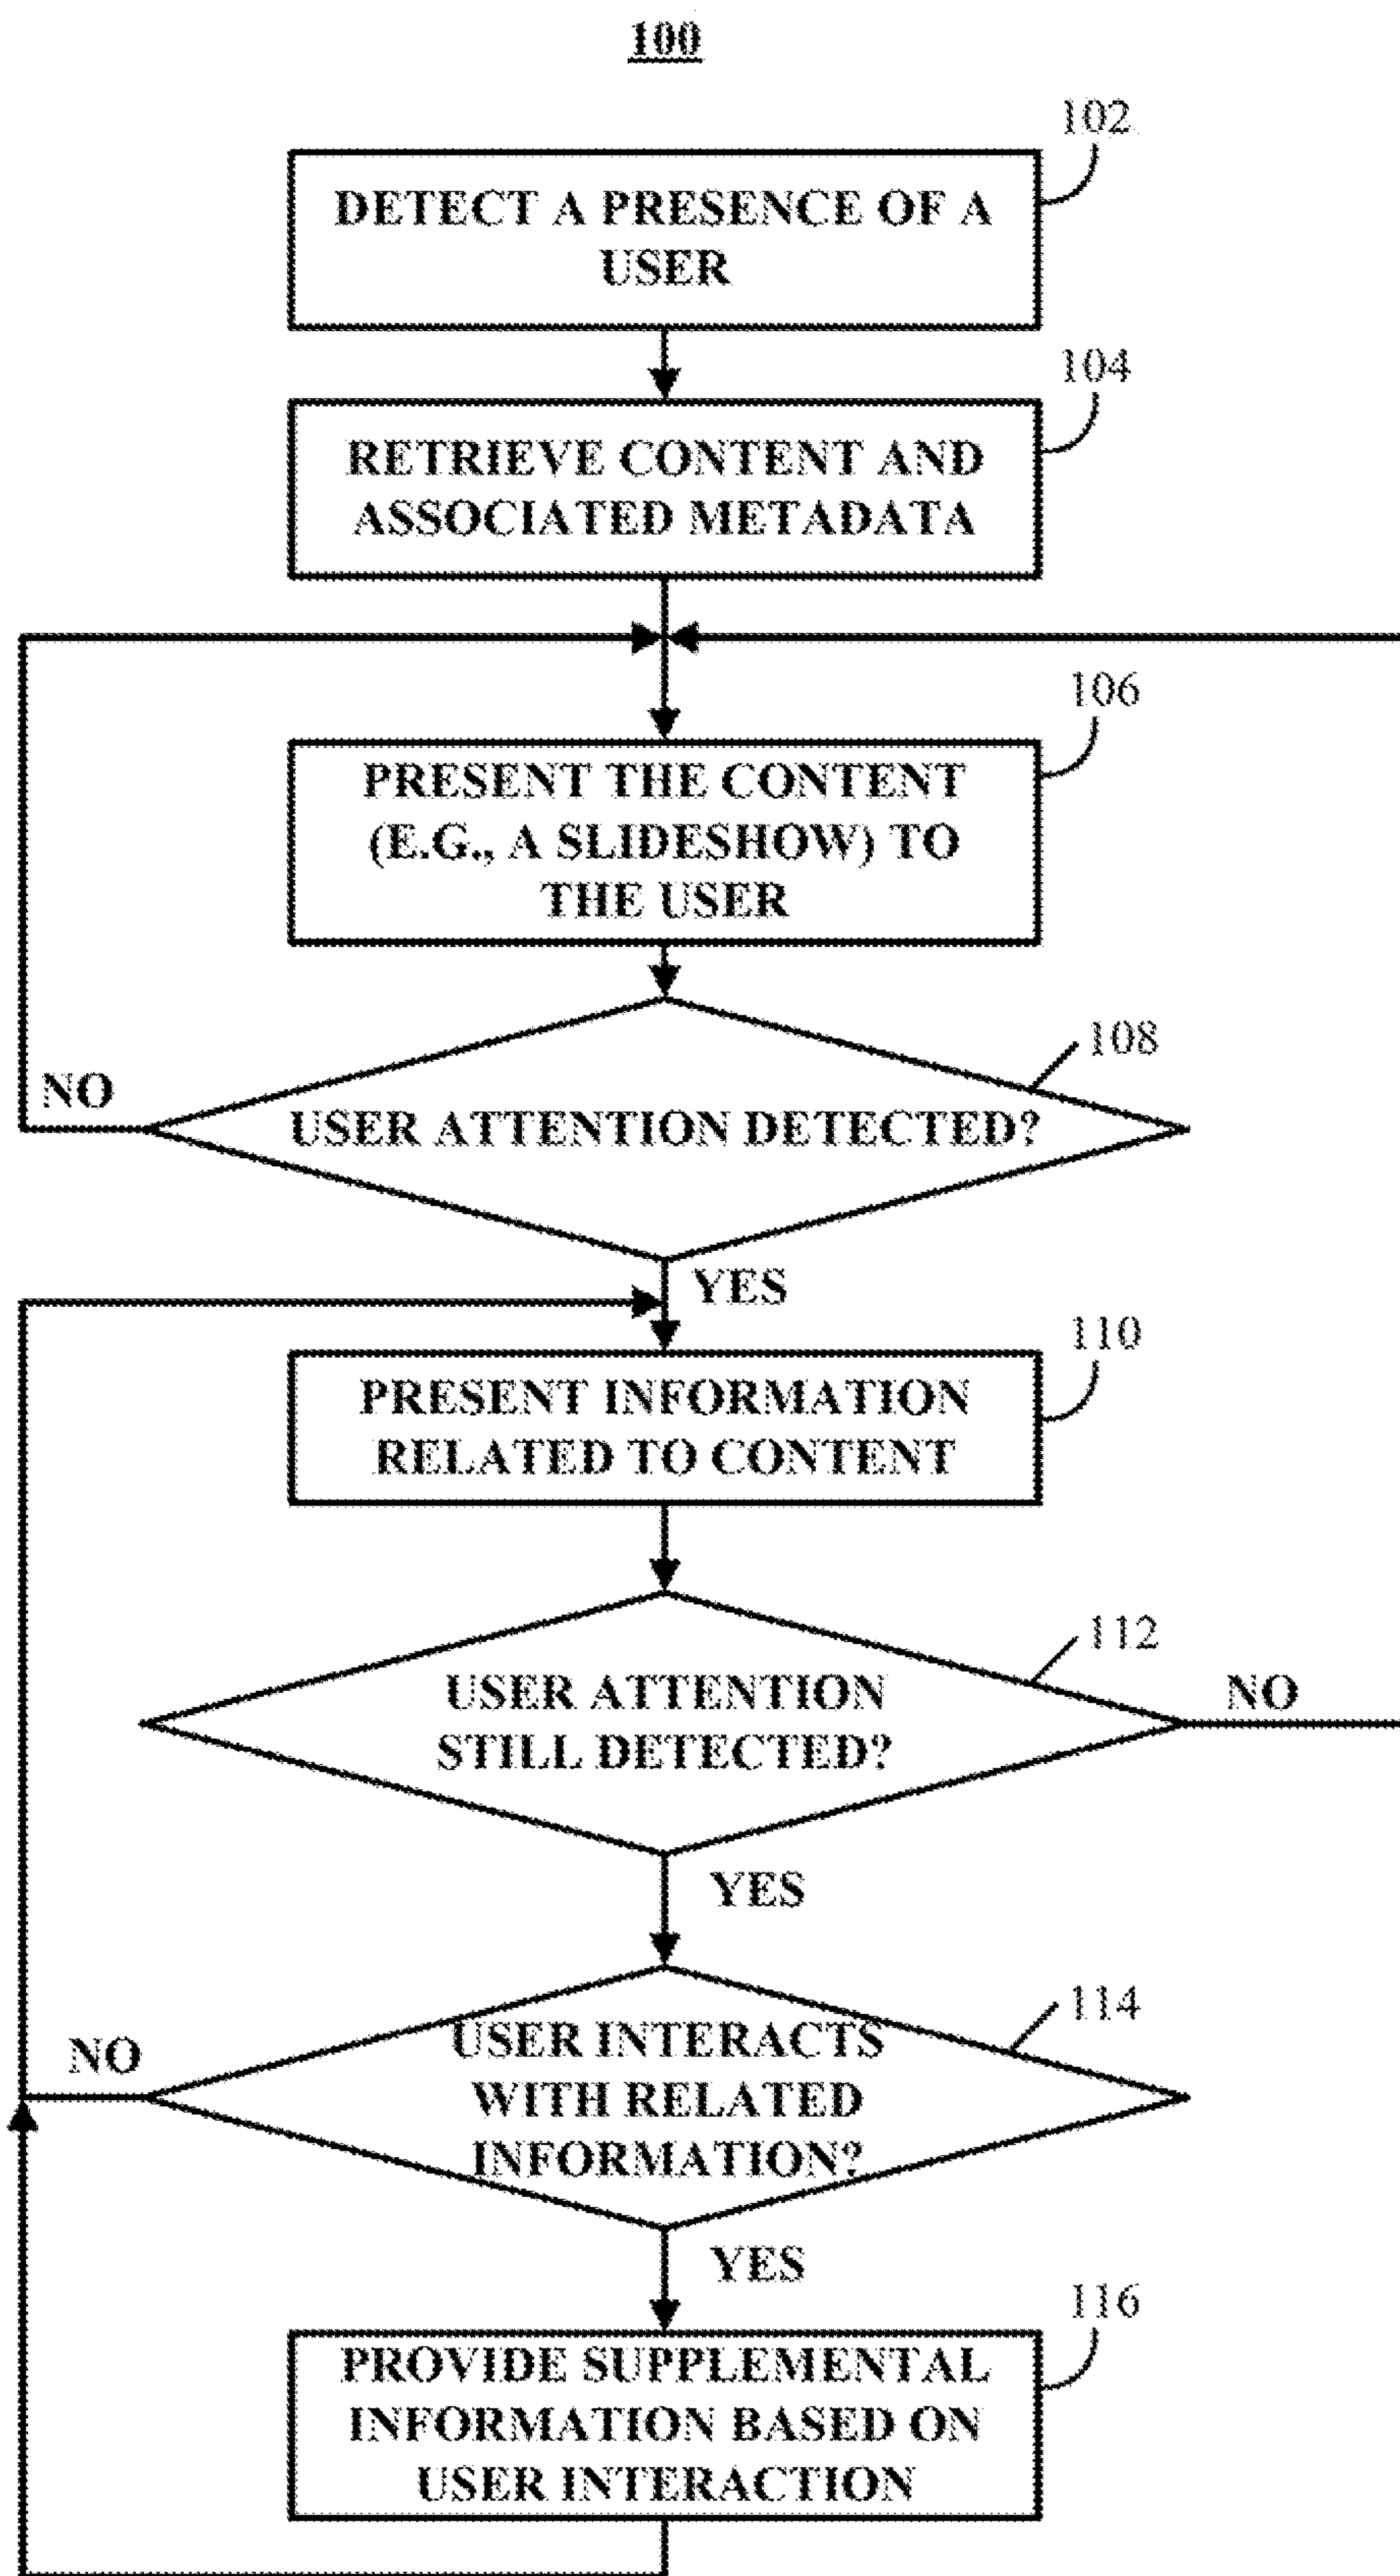 100
102
DETECT A PRESENCE OF A
USER
104
RETRIEVE CONTENT AND
ASSOCIATED METADATA
106
PRESENT THE CONTENT
(E.G., A SLIDESHOW) TO
THE USER
108
NO
USER ATTENTION DETECTED?
YES
110
PRESENT INFORMATION
RELATED TO CONTENT
112
USER ATTENTION
NO
STILL DETECTED?
YES
114
USER INTERACTS
NO
WITH RELATED
INFORMATION?
YES
116
PROVIDE SUPPLEMENTAL
INFORMATION BASED ON
USER INTERACTION